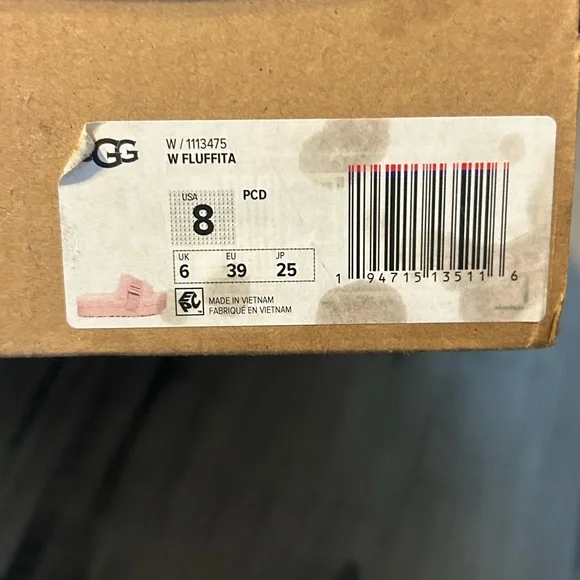 UGG
W / 1113475
W FLUFFITA
USA
8
PCD
UK EU JP
6 39 25
MADE IN VIETNAM
FABRIQUÉ EN VIETNAM
1 94715 13511 6